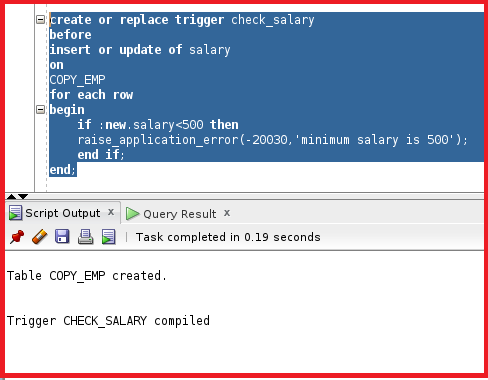 create or replace trigger check_salary
before
insert or update of salary
on
COPY_EMP
for each row
begin
    if :new.salary<500 then
    raise_application_error(-20030,'minimum salary is 500');
    end if;
end;
Script Output x Query Result x
Task completed in 0.19 seconds
Table COPY_EMP created.
Trigger CHECK_SALARY compiled